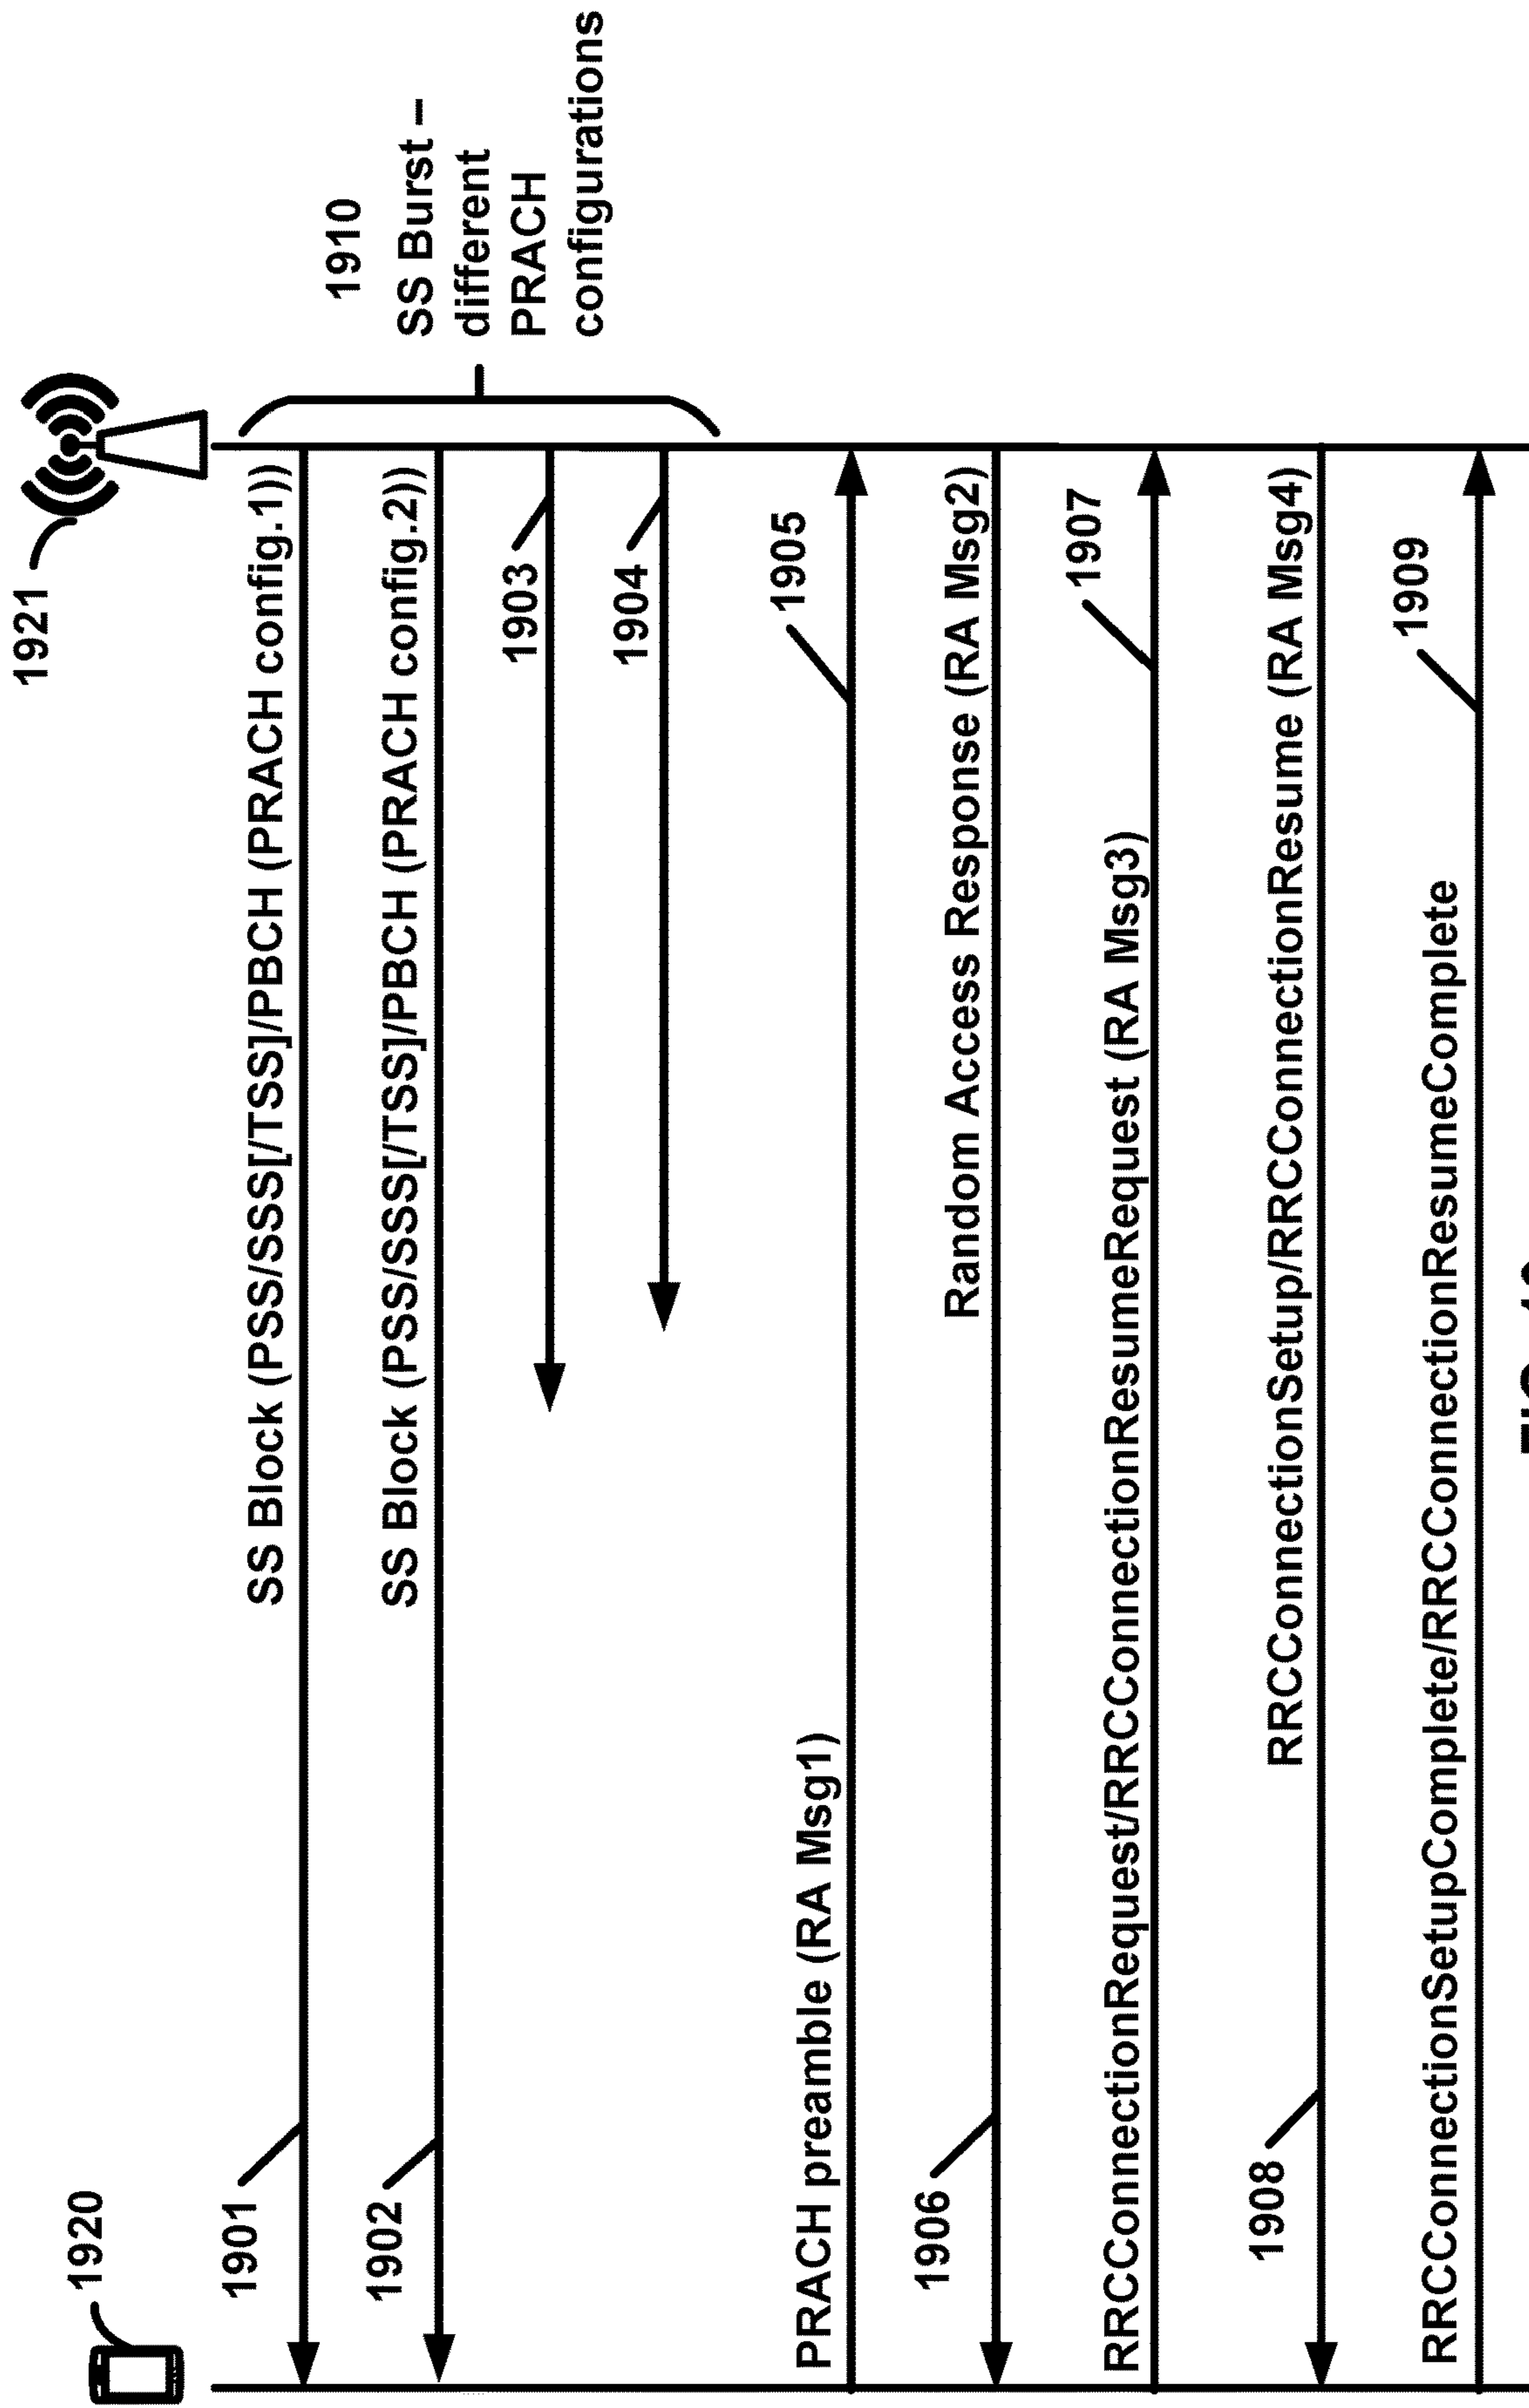 1920
1921
1901
SS Block (PSS/SSS[/TSS]/PBCH (PRACH config.1))
1902
SS Block (PSS/SSS[/TSS]/PBCH (PRACH config.2))
1910
SS Burst –
different
PRACH
configurations
1903
1904
PRACH preamble (RA Msg1)
1905
1906
Random Access Response (RA Msg2)
RRCConnectionRequest/RRCConnectionResumeRequest (RA Msg3)
1907
1908
RRCConnectionSetup/RRCConnectionResume (RA Msg4)
RRCConnectionSetupComplete/RRCConnectionResumeComplete
1909